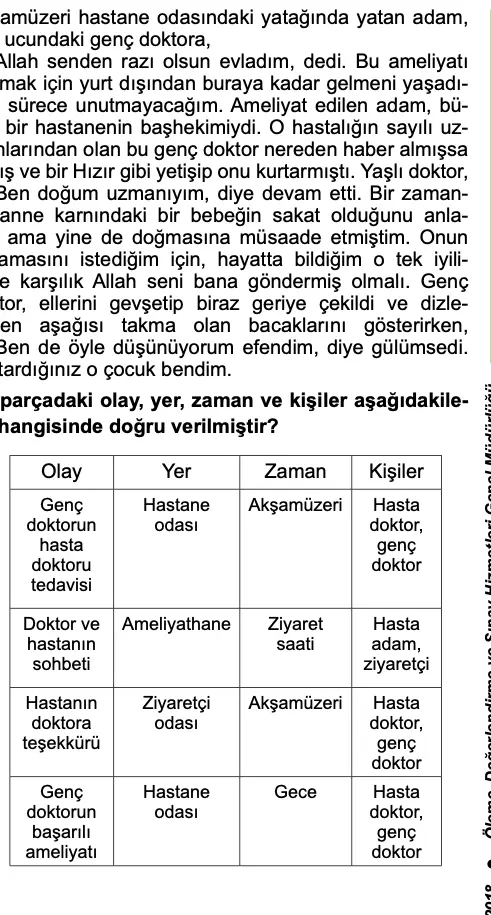 amüzeri hastane odasındaki yatağında yatan adam,
ucundaki genç doktora,
Allah senden razı olsun evladım, dedi. Bu ameliyatı
mak için yurt dışından buraya kadar gelmeni yaşadı-
sürece unutmayacağım. Ameliyat edilen adam, bü-
bir hastanenin başhekimiydi. O hastalığın sayılı uz-
nlarından olan bu genç doktor nereden haber almışsa
ış ve bir Hızır gibi yetişip onu kurtarmıştı. Yaşlı doktor,
Ben doğum uzmanıyım, diye devam etti. Bir zaman-
anne karnındaki bir bebeğin sakat olduğunu anla-
ama yine de doğmasına müsaade etmiştim. Onun
amasını istediğim için, hayatta bildiğim o tek iyili-
e karşılık Allah seni bana göndermiş olmalı. Genç
tor, ellerini gevşetip biraz geriye çekildi ve dizle-
en aşağısı takma olan bacaklarını gösterirken,
Ben de öyle düşünüyorum efendim, diye gülümsedi.
tardığınız o çocuk bendim.
parçadaki olay, yer, zaman ve kişiler aşağıdakile-
hangisinde doğru verilmiştir?
Olay Yer Zaman Kişiler
Genç Hastane Akşamüzeri Hasta
doktorun odası doktor,
hasta genç
doktoru doktor
tedavisi
Doktor ve Ameliyathane Ziyaret Hasta
hastanın saati adam,
sohbeti ziyaretçi
Hastanın Ziyaretçi Akşamüzeri Hasta
doktora odası doktor,
teşekkürü genç
doktor
Genç Hastane Gece Hasta
doktorun odası doktor,
başarılı genç
ameliyatı doktor
2018 ● Ölçme, Değerlendirme ve Sınav Hizmetleri Genel Müdürlüğü